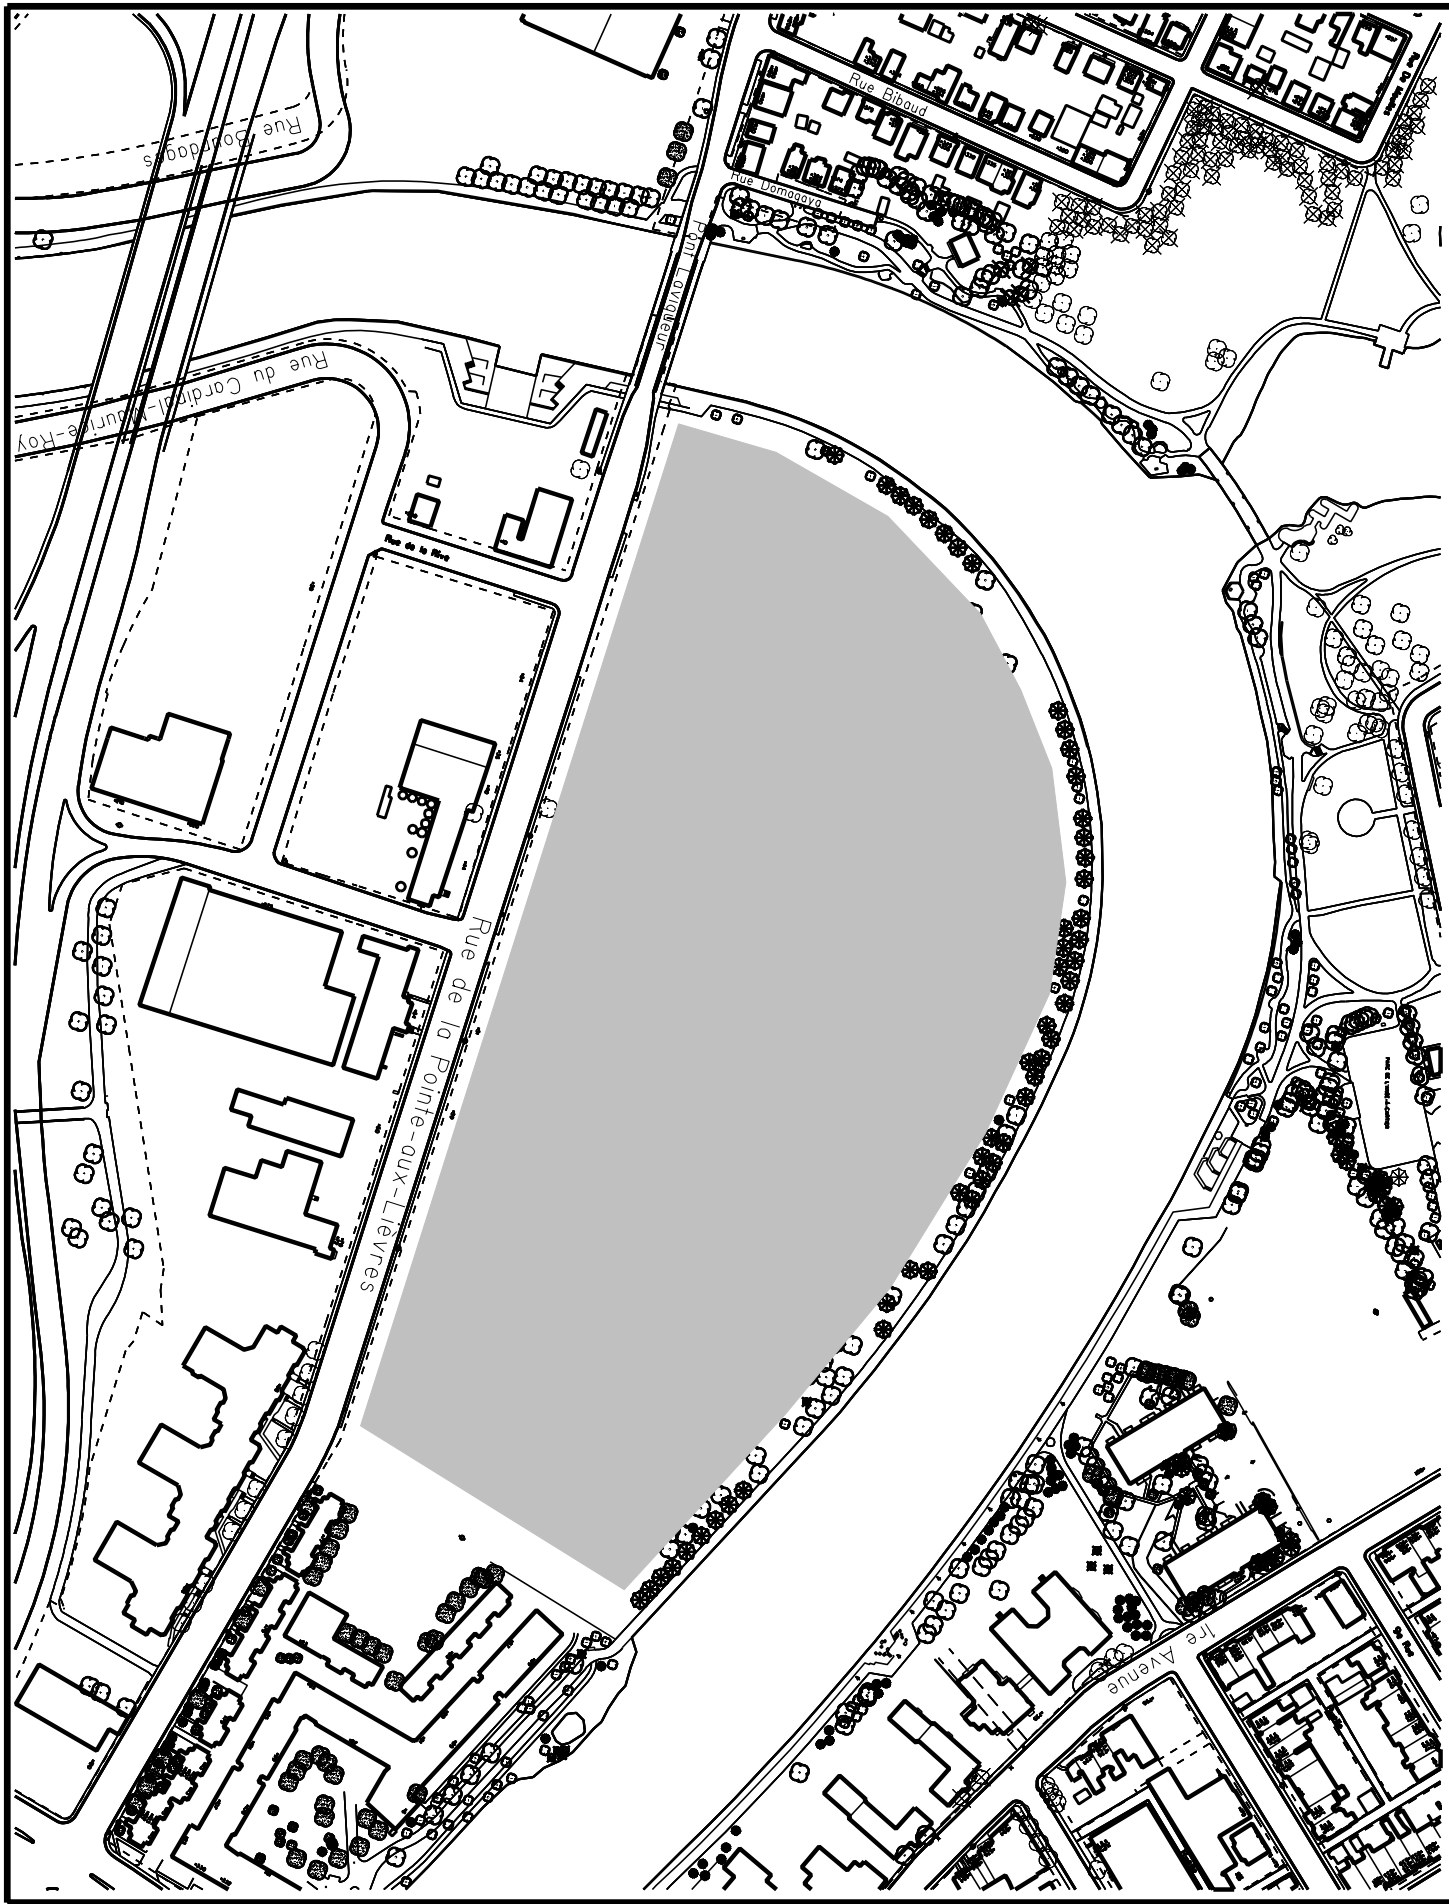 Rue Bibaud
Rue Bourdages
Rue Domagaya
Pont Lavigueur
Rue du Cardinal-Maurice-Roy
Rue de la Rive
Rue de la Pointe-aux-Lièvres
1re Avenue